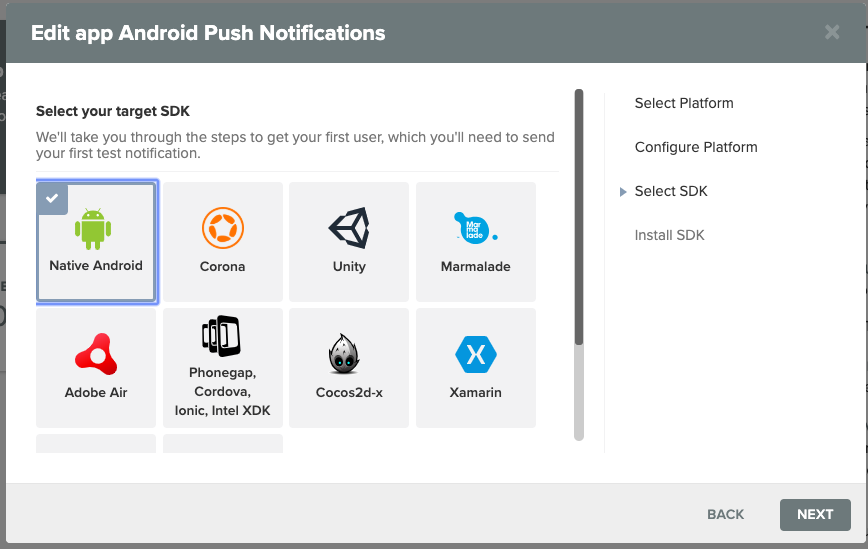 Edit app Android Push Notifications
Select your target SDK
We'll take you through the steps to get your first user, which you'll need to send
your first test notification.
Native Android
Corona
Unity
Mar
ma
lade
Marmalade
Adobe Air
Phonegap,
Cordova,
Ionic, Intel XDK
Cocos2d-x
X
Xamarin
Select Platform
Configure Platform
Select SDK
Install SDK
BACK
NEXT